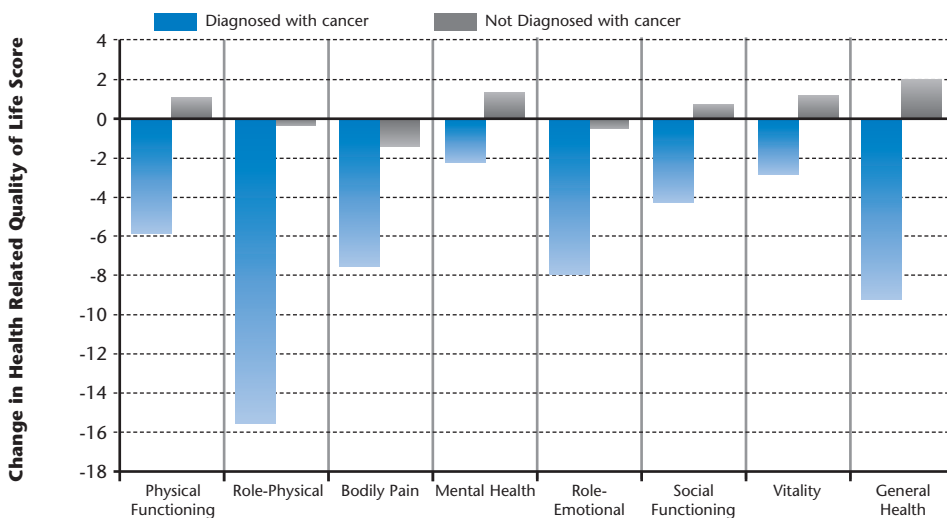 Diagnosed with cancer
Not Diagnosed with cancer
Change in Health Related Quality of Life Score
4
2
0
-2
-4
-6
-8
-10
-12
-14
-16
-18
Physical
Functioning
Role-Physical
Bodily Pain
Mental Health
Role-
Emotional
Social
Functioning
Vitality
General
Health